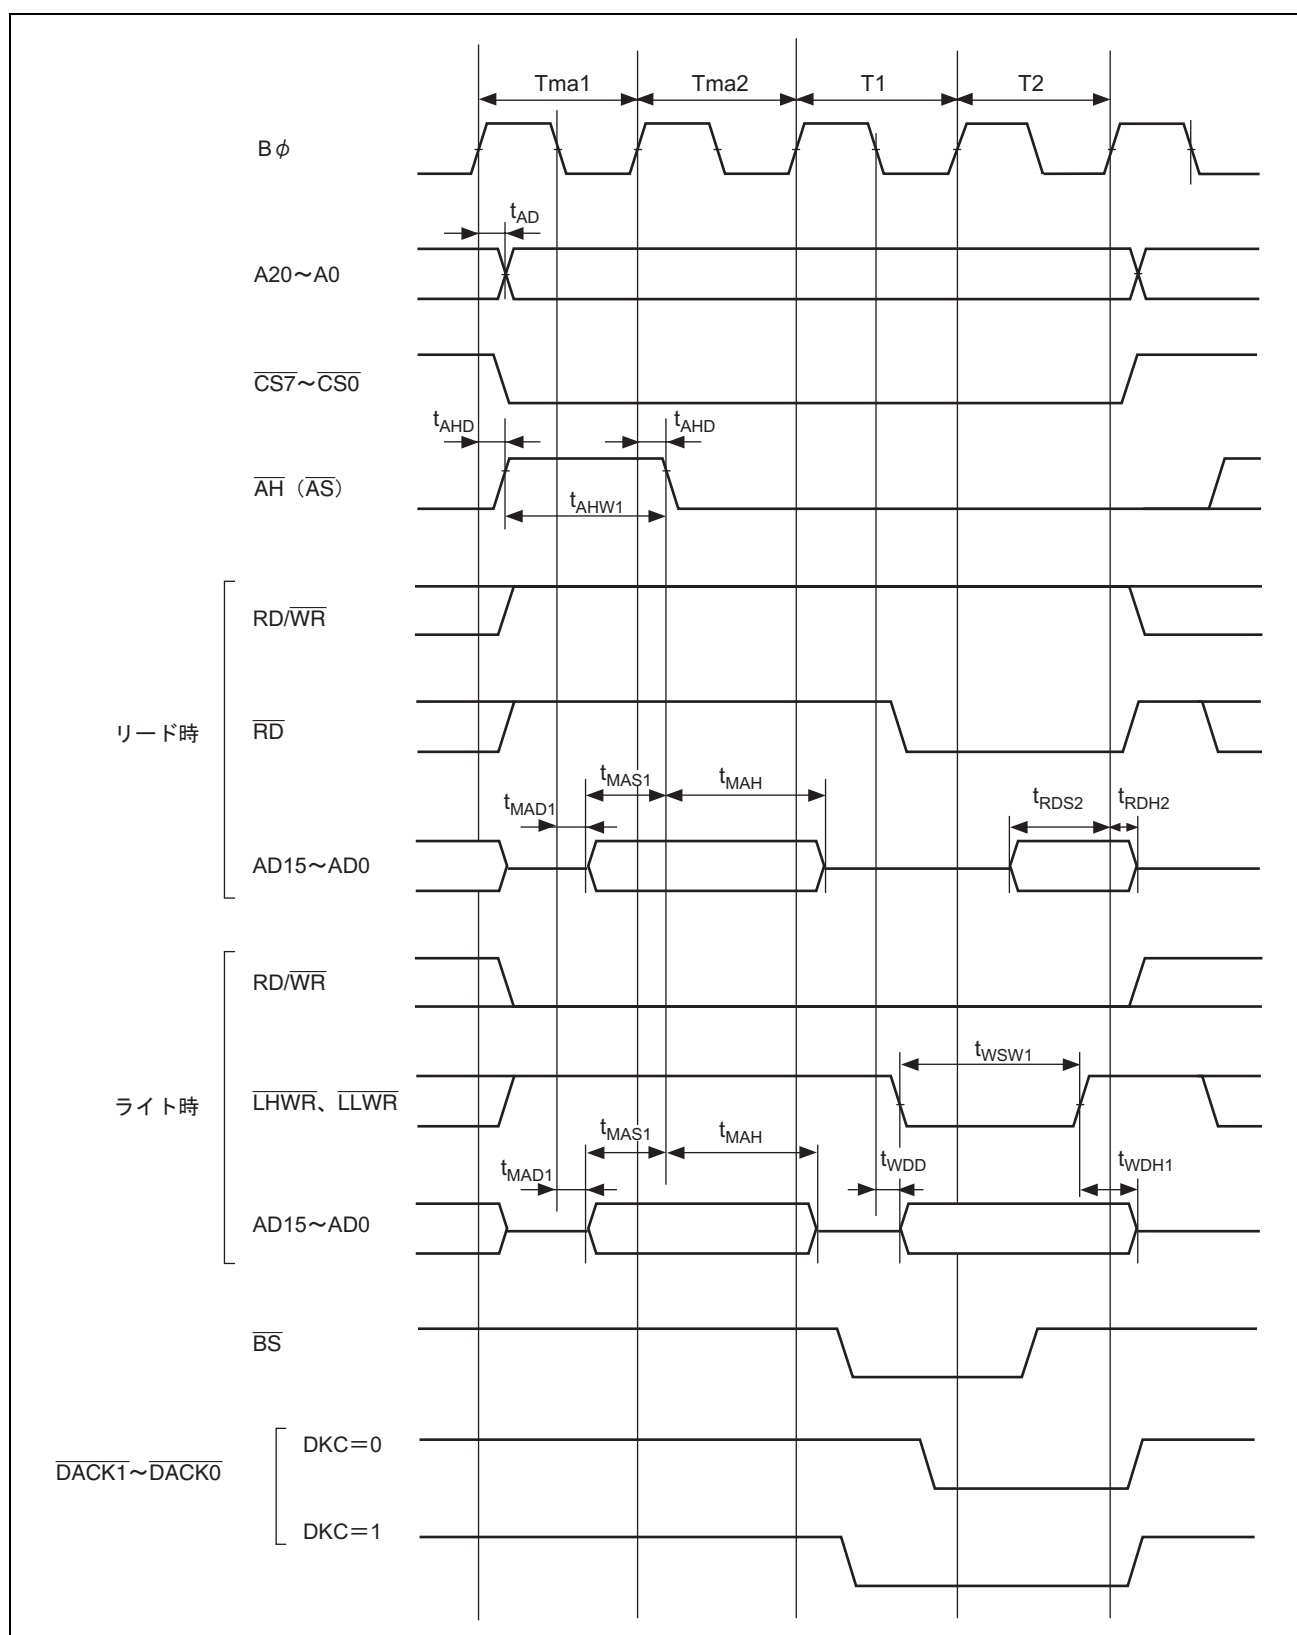 Tma1 Tma2 T1 T2
Bφ
tAD
A20～A0
CS7～CS0
tAHD tAHD
AH（AS）
tAHW1
RD/WR
リード時 RD
tMAS1 tMAH
tMAD1 tRDS2 tRDH2
AD15～AD0
RD/WR
tWSW1
ライト時 LHWR、LLWR
tMAS1 tMAH
tMAD1 tWDD tWDH1
AD15～AD0
BS
DKC＝0
DACK1～DACK0
DKC＝1